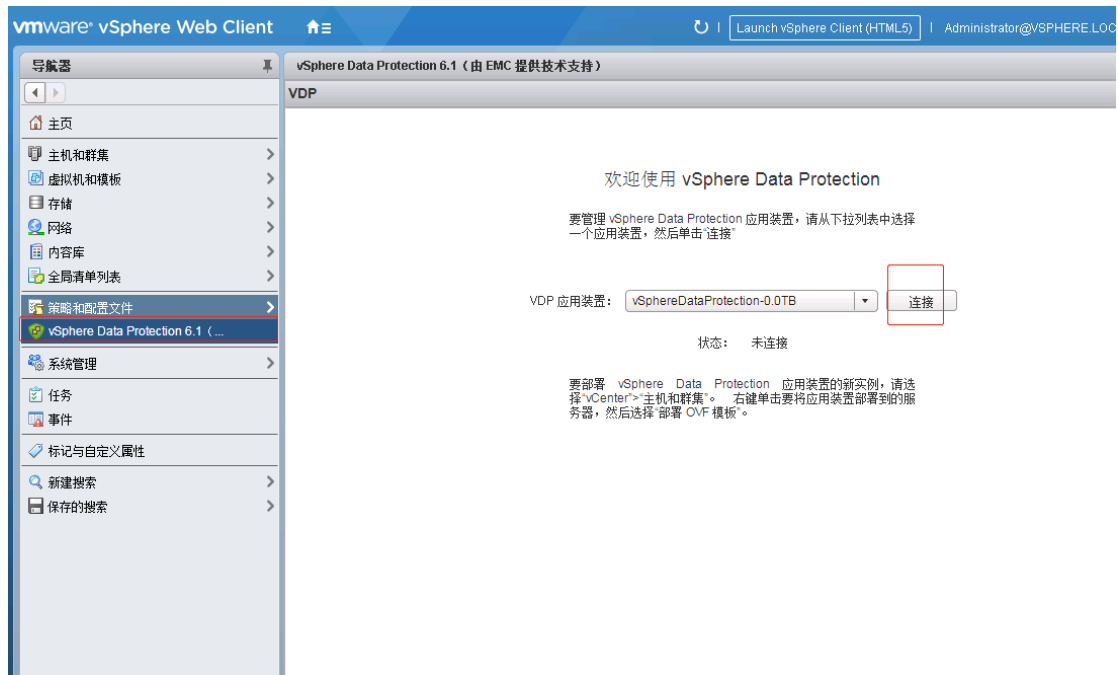 vmware® vSphere Web Client
Launch vSphere Client (HTML5)
Administrator@VSPHERE.LOC
导航器
vSphere Data Protection 6.1（由 EMC 提供技术支持）
VDP
主页
主机和群集
虚拟机和模板
存储
网络
内容库
全局清单列表
策略和配置文件
vSphere Data Protection 6.1（...
系统管理
任务
事件
标记与自定义属性
新建搜索
保存的搜索
欢迎使用 vSphere Data Protection
要管理 vSphere Data Protection 应用装置，请从下拉列表中选择
一个应用装置，然后单击“连接”
VDP 应用装置： vSphereDataProtection-0.0TB 连接
状态： 未连接
要部署 vSphere Data Protection 应用装置的新实例，请选
择“vCenter”>“主机和群集”。 右键单击要将应用装置部署到的服
务器，然后选择“部署 OVF 模板”。